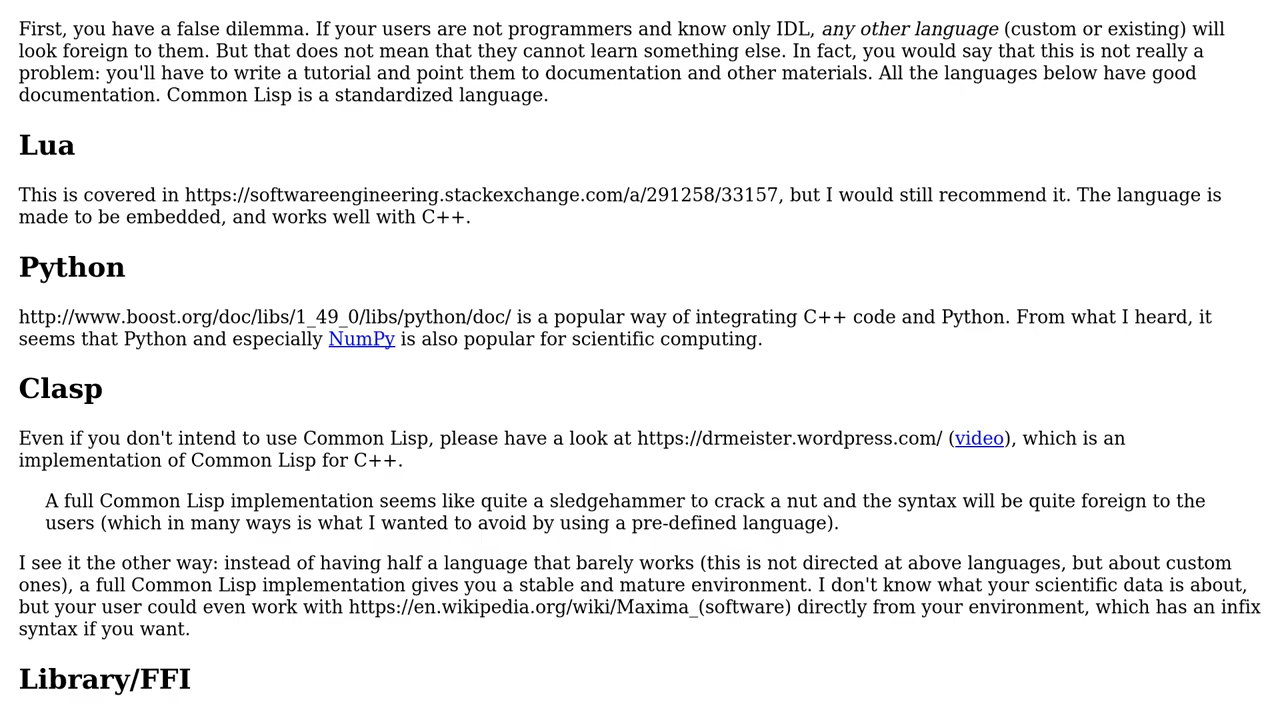 First, you have a false dilemma. If your users are not programmers and know only IDL, any other language (custom or existing) will
look foreign to them. But that does not mean that they cannot learn something else. In fact, you would say that this is not really a
problem: you'll have to write a tutorial and point them to documentation and other materials. All the languages below have good
documentation. Common Lisp is a standardized language.
Lua
This is covered in https://softwareengineering.stackexchange.com/a/291258/33157, but I would still recommend it. The language is
made to be embedded, and works well with C++.
Python
http://www.boost.org/doc/libs/1_49_0/libs/python/doc/ is a popular way of integrating C++ code and Python. From what I heard, it
seems that Python and especially NumPy is also popular for scientific computing.
Clasp
Even if you don't intend to use Common Lisp, please have a look at https://drmeister.wordpress.com/ (video), which is an
implementation of Common Lisp for C++.
A full Common Lisp implementation seems like quite a sledgehammer to crack a nut and the syntax will be quite foreign to the
users (which in many ways is what I wanted to avoid by using a pre-defined language).
I see it the other way: instead of having half a language that barely works (this is not directed at above languages, but about custom
ones), a full Common Lisp implementation gives you a stable and mature environment. I don't know what your scientific data is about,
but your user could even work with https://en.wikipedia.org/wiki/Maxima_(software) directly from your environment, which has an infix
syntax if you want.
Library/FFI